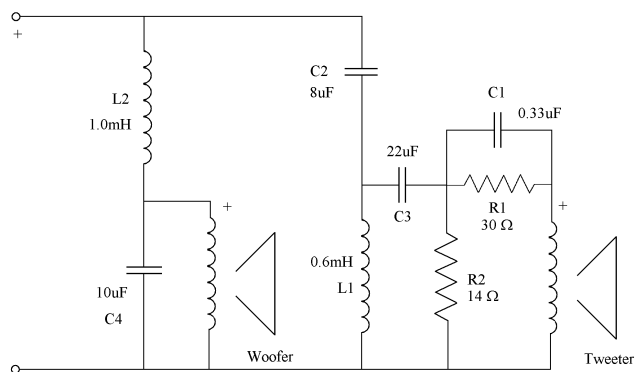 +
L2
1.0mH
C2
8uF
C1
0.33uF
22uF
C3
R1
30 Ω
+
+
0.6mH
L1
R2
14 Ω
10uF
C4
Woofer
Tweeter